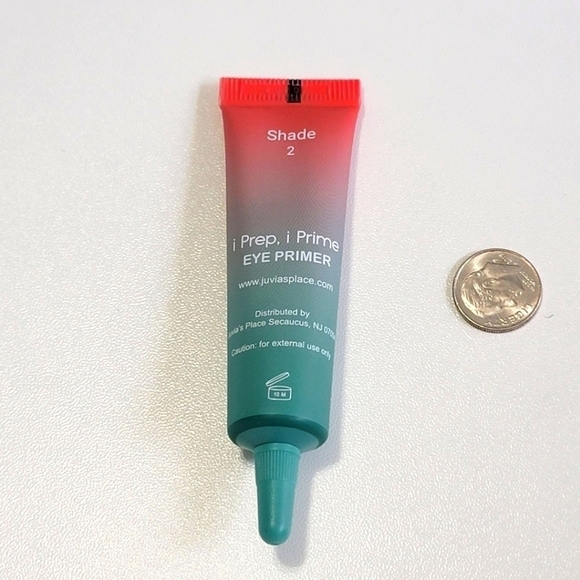 Shade
2
i Prep, i Prime
EYE PRIMER
www.juviasplace.com
Distributed by
Place Secaucus, NJ
Caution: for external use only
12 M